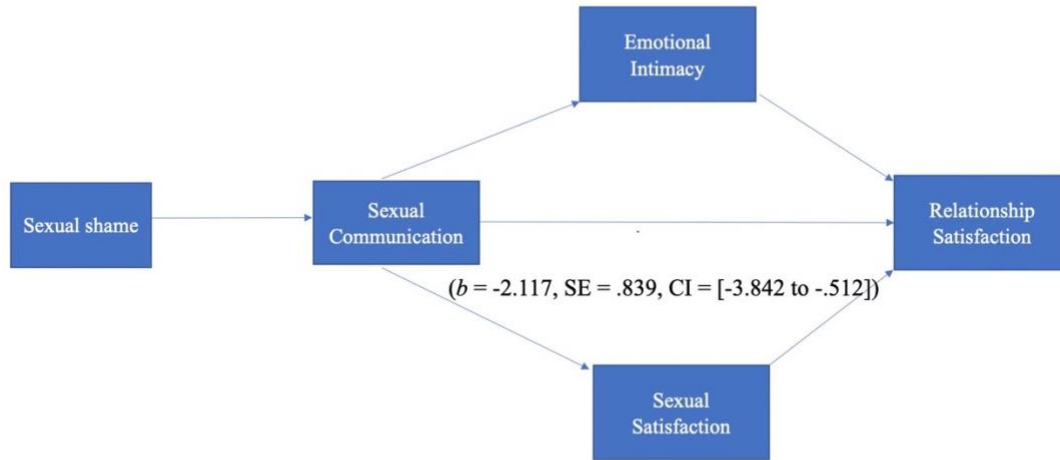 Emotional
Intimacy
Sexual shame
Sexual
Communication
Relationship
Satisfaction
(b = -2.117, SE = .839, CI = [-3.842 to -.512])
Sexual
Satisfaction